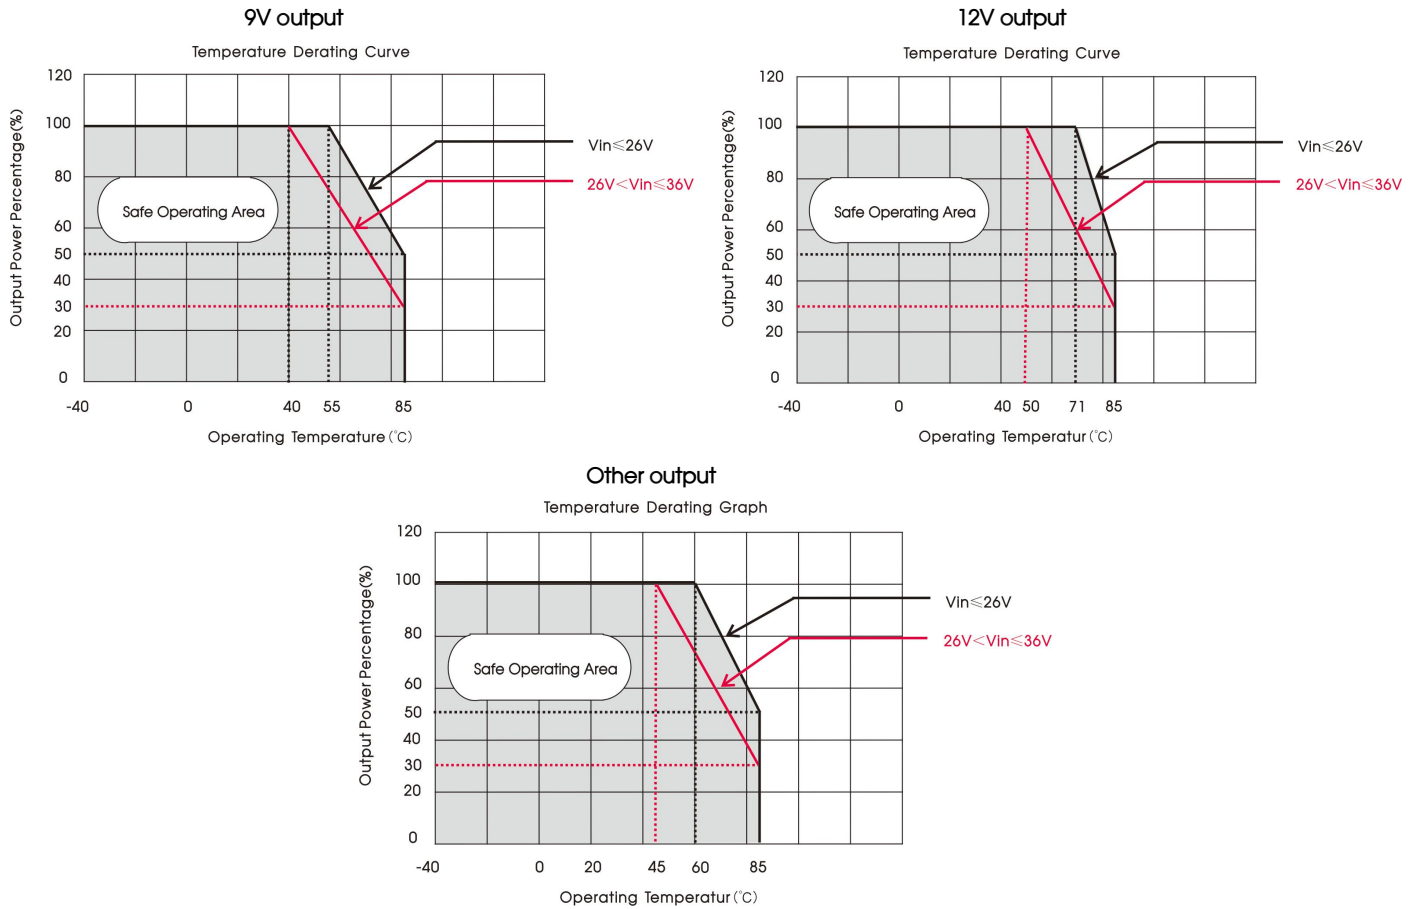 9V output
Temperature Derating Curve
120
100
80
60
50
40
30
20
0
Output Power Percentage(%)
Safe Operating Area
Vin≤26V
26V<Vin≤36V
-40 0 40 55 85
Operating Temperature(°C)
12V output
Temperature Derating Curve
120
100
80
60
50
40
30
20
0
Output Power Percentage(%)
Safe Operating Area
Vin≤26V
26V<Vin≤36V
-40 0 40 50 71 85
Operating Temperatur(°C)
Other output
Temperature Derating Graph
120
100
80
60
50
40
30
20
0
Output Power Percentage(%)
Safe Operating Area
Vin≤26V
26V<Vin≤36V
-40 0 20 45 60 85
Operating Temperatur(°C)